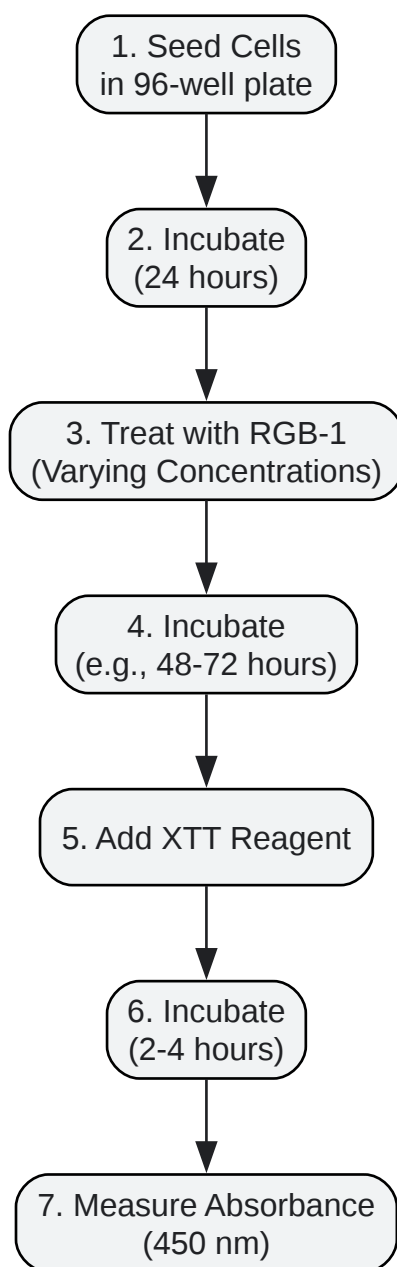 1. Seed Cells
in 96-well plate
2. Incubate
(24 hours)
3. Treat with RGB-1
(Varying Concentrations)
4. Incubate
(e.g., 48-72 hours)
5. Add XTT Reagent
6. Incubate
(2-4 hours)
7. Measure Absorbance
(450 nm)